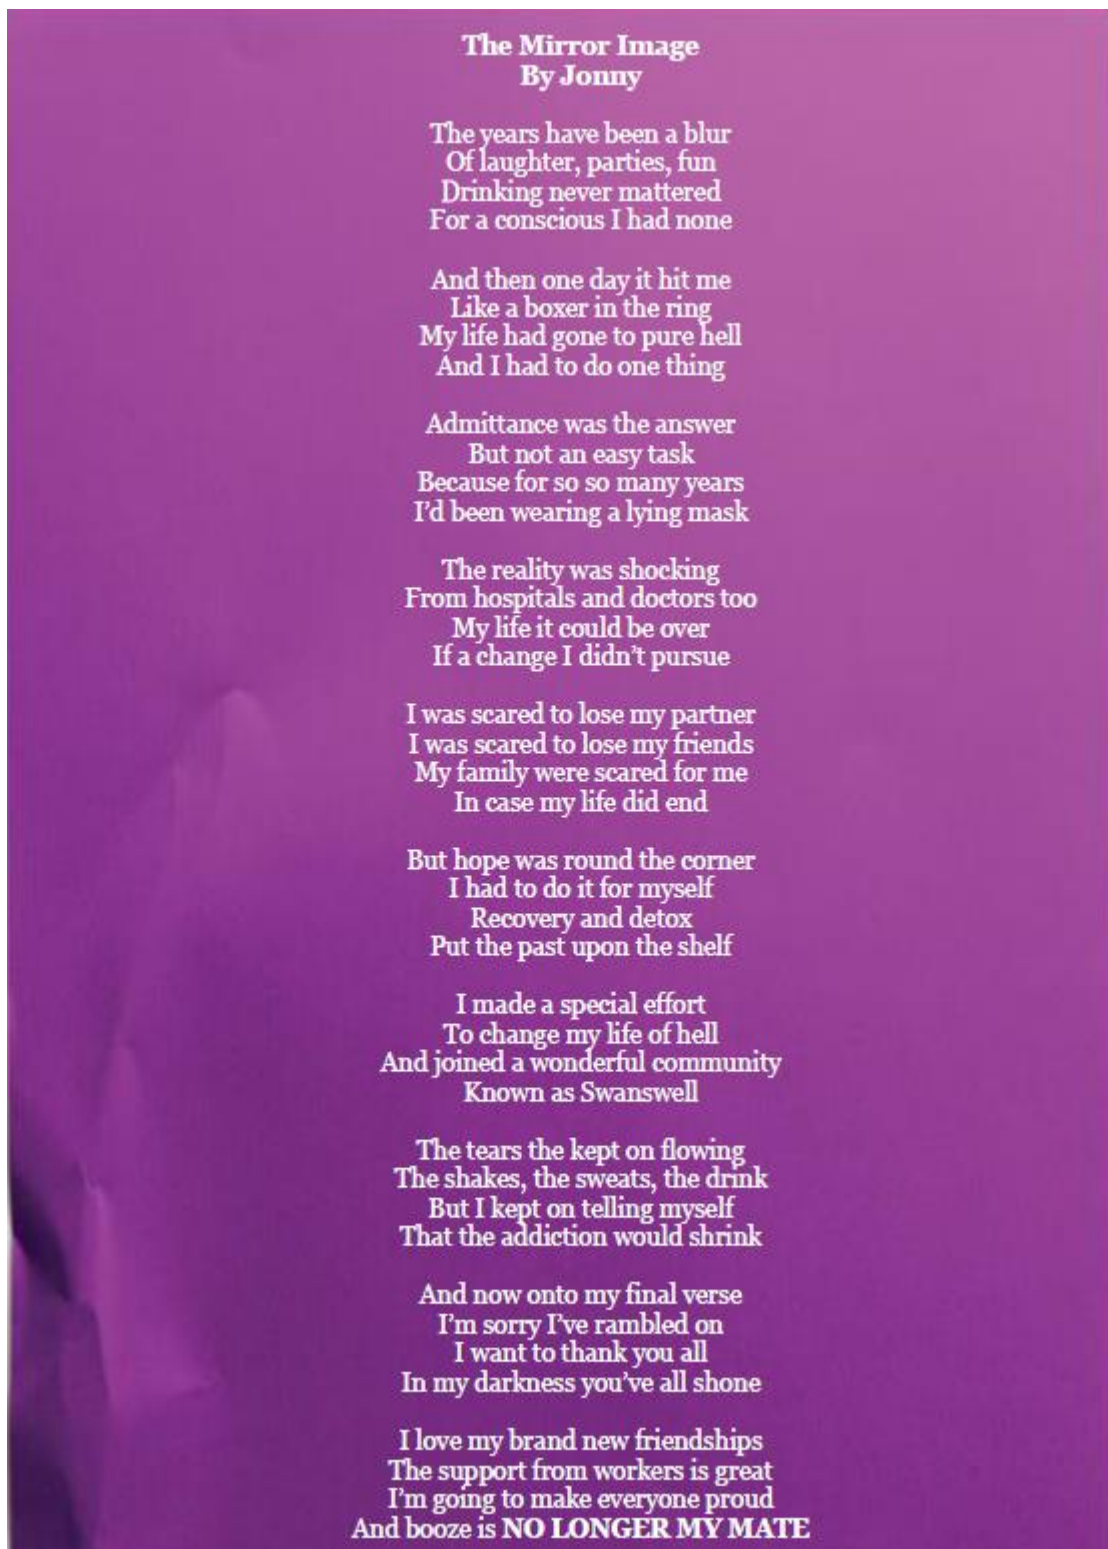 The Mirror Image
By Jonny
The years have been a blur
Of laughter, parties, fun
Drinking never mattered
For a conscious I had none
And then one day it hit me
Like a boxer in the ring
My life had gone to pure hell
And I had to do one thing
Admittance was the answer
But not an easy task
Because for so so many years
I'd been wearing a lying mask
The reality was shocking
From hospitals and doctors too
My life it could be over
If a change I didn't pursue
I was scared to lose my partner
I was scared to lose my friends
My family were scared for me
In case my life did end
But hope was round the corner
I had to do it for myself
Recovery and detox
Put the past upon the shelf
I made a special effort
To change my life of hell
And joined a wonderful community
Known as Swanswell
The tears the kept on flowing
The shakes, the sweats, the drink
But I kept on telling myself
That the addiction would shrink
And now onto my final verse
I'm sorry I've rambled on
I want to thank you all
In my darkness you've all shone
I love my brand new friendships
The support from workers is great
I'm going to make everyone proud
And booze is NO LONGER MY MATE